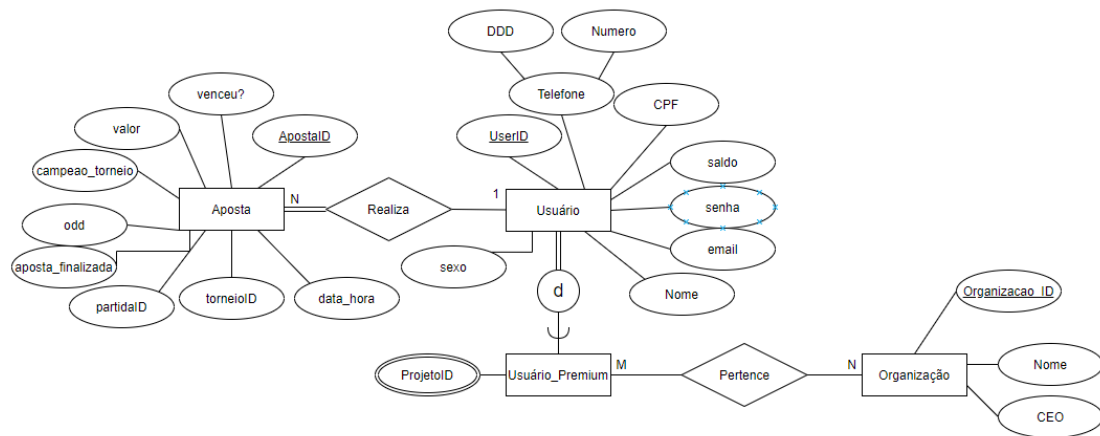 DDD
Numero
Telefone
venceu?
CPF
valor
ApostaID
UserID
saldo
campeao_torneio
senha
Aposta
N
Realiza
1
Usuário
odd
email
aposta_finalizada
sexo
partidaID
torneioID
data_hora
Nome
d
Organizacao_ID
ProjetoID
Usuário_Premium
M
Pertence
N
Organização
Nome
CEO